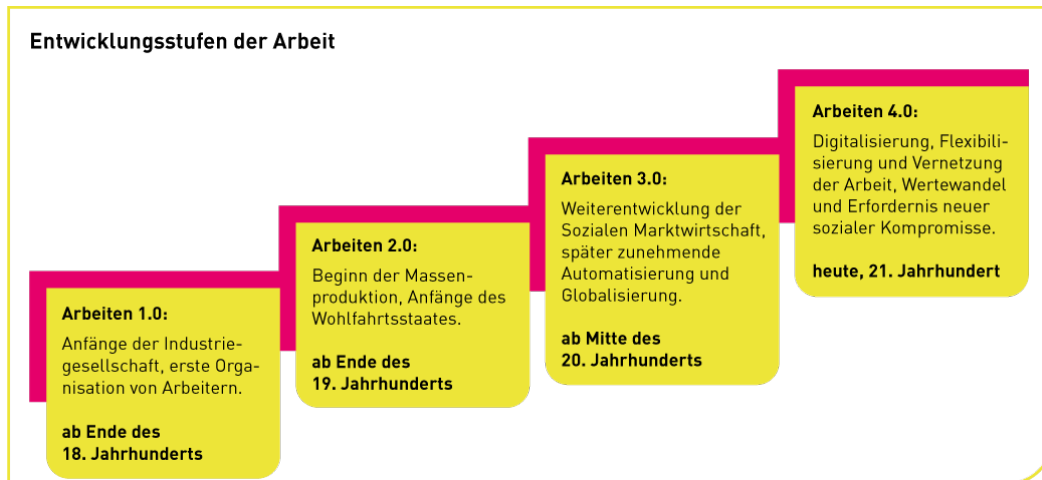 Entwicklungsstufen der Arbeit
Arbeiten 1.0:
Anfänge der Industrie-
gesellschaft, erste Orga-
nisation von Arbeitern.
ab Ende des
18. Jahrhunderts
Arbeiten 2.0:
Beginn der Massen-
produktion, Anfänge des
Wohlfahrtsstaates.
ab Ende des
19. Jahrhunderts
Arbeiten 3.0:
Weiterentwicklung der
Sozialen Marktwirtschaft,
später zunehmende
Automatisierung und
Globalisierung.
ab Mitte des
20. Jahrhunderts
Arbeiten 4.0:
Digitalisierung, Flexibili-
sierung und Vernetzung
der Arbeit, Wertewandel
und Erfordernis neuer
sozialer Kompromisse.
heute, 21. Jahrhundert